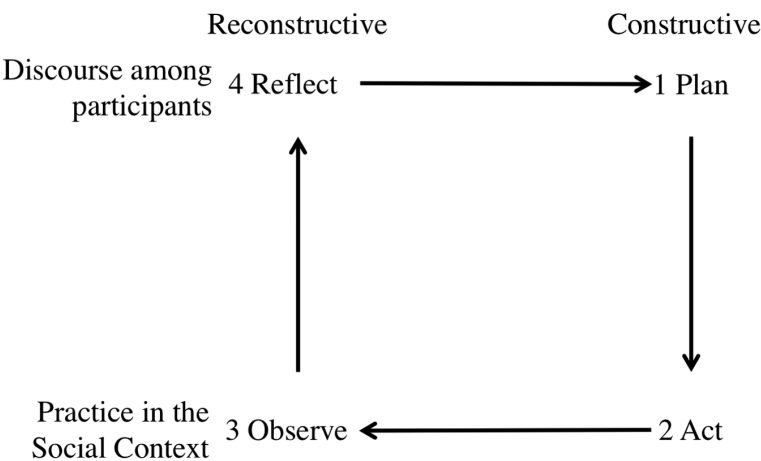 Reconstructive
Constructive
Discourse among
participants
4 Reflect
1 Plan
Practice in the
Social Context
3 Observe
2 Act